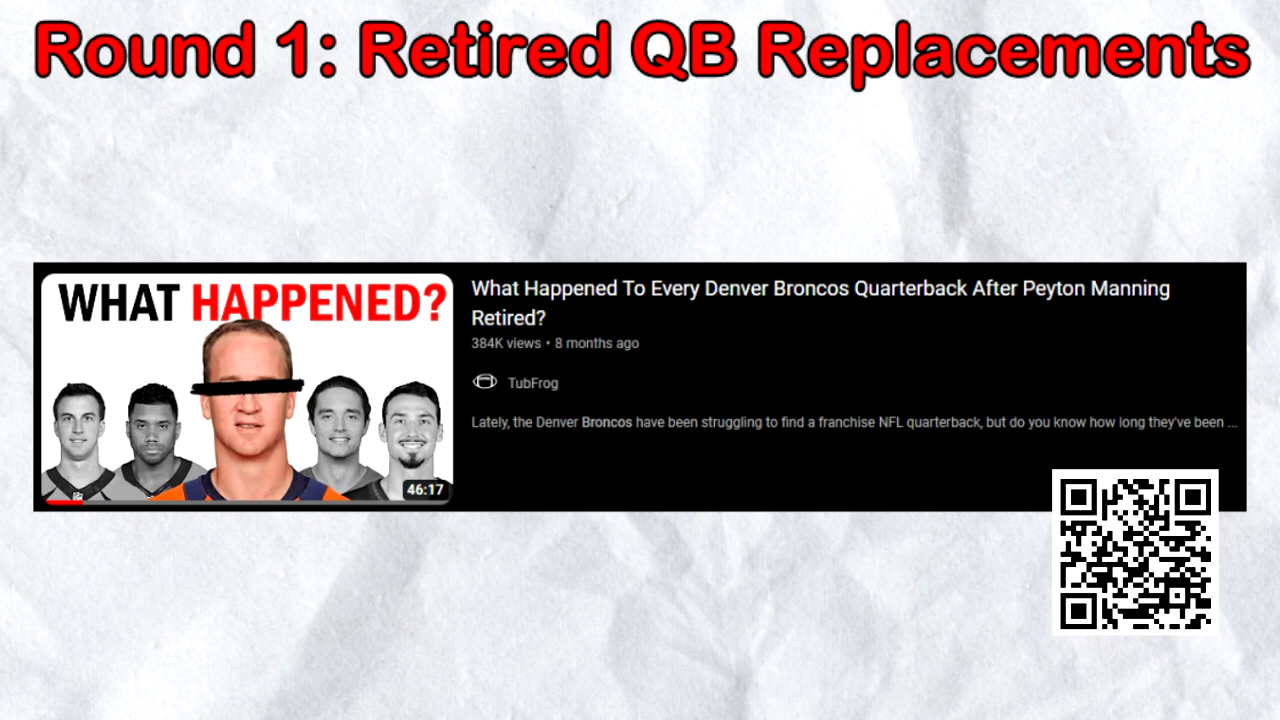 Round 1: Retired QB Replacements
WHAT HAPPENED?
46:17
What Happened To Every Denver Broncos Quarterback After Peyton Manning
Retired?
384K views • 8 months ago
TubFrog
Lately, the Denver Broncos have been struggling to find a franchise NFL quarterback, but do you know how long they've been ...